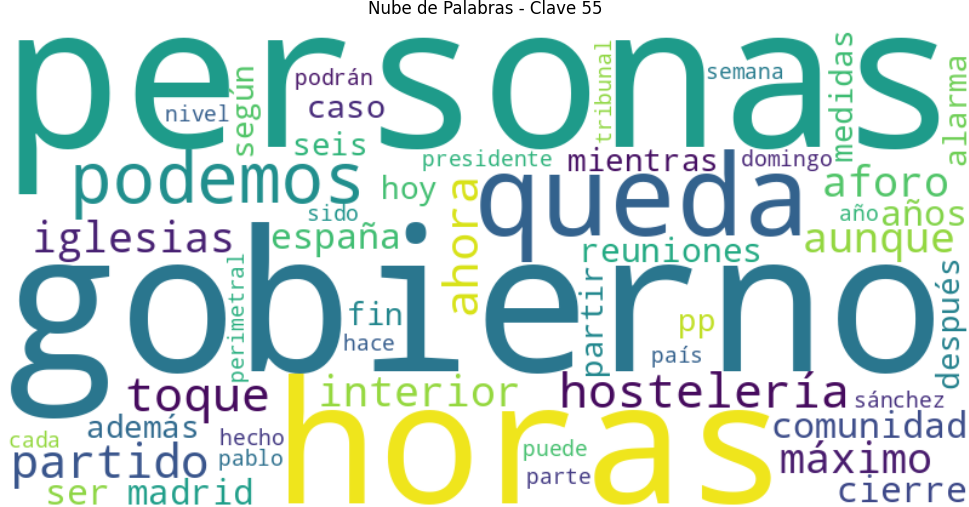 Nube de Palabras - Clave 55
personas
podrán
tribunal
semana
medidas
alarma
según
nivel
caso
seis
presidente
mientras
domingo
podemos
hoy
queda
aforo
sido
año
años
iglesias
españa
ahora
reuniones
aunque
gobierno
perimetral
fin
hace
partir
pp
país
después
toque
interior
hostelería
sánchez
horas
cada
además
hecho
puede
comunidad
partido
pablo
parte
máximo
ser
madrid
cierre